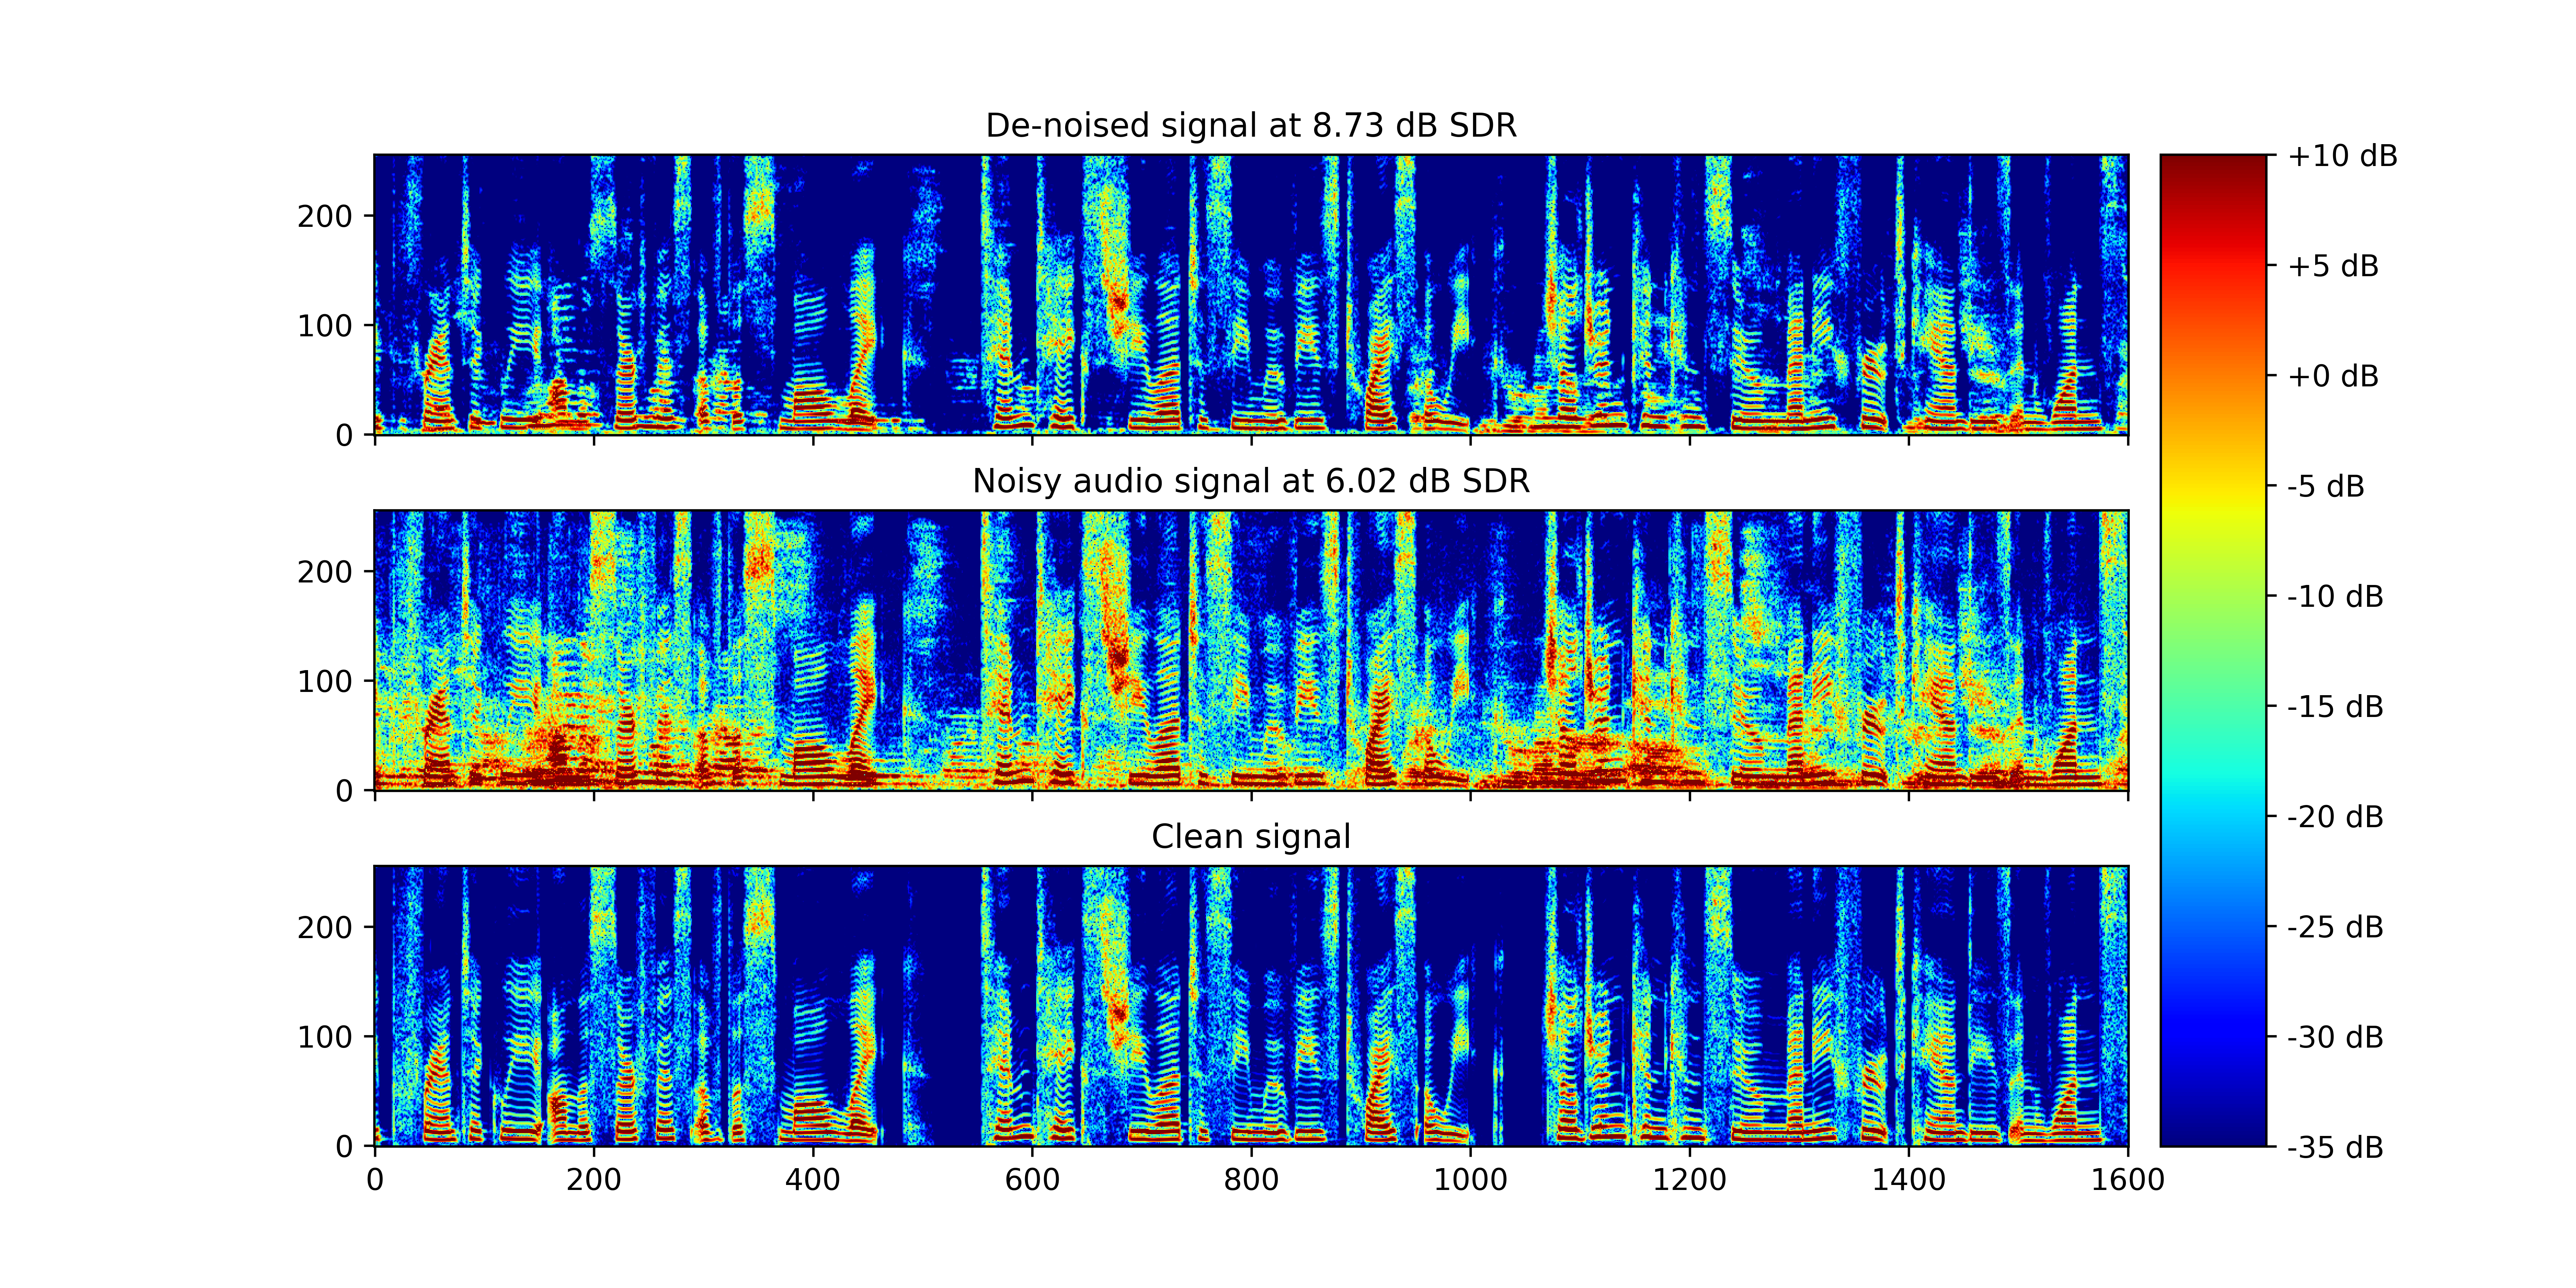 De-noised signal at 8.73 dB SDR
200
100
0
Noisy audio signal at 6.02 dB SDR
200
100
0
Clean signal
200
100
0
0 200 400 600 800 1000 1200 1400 1600
+10 dB
+5 dB
+0 dB
-5 dB
-10 dB
-15 dB
-20 dB
-25 dB
-30 dB
-35 dB